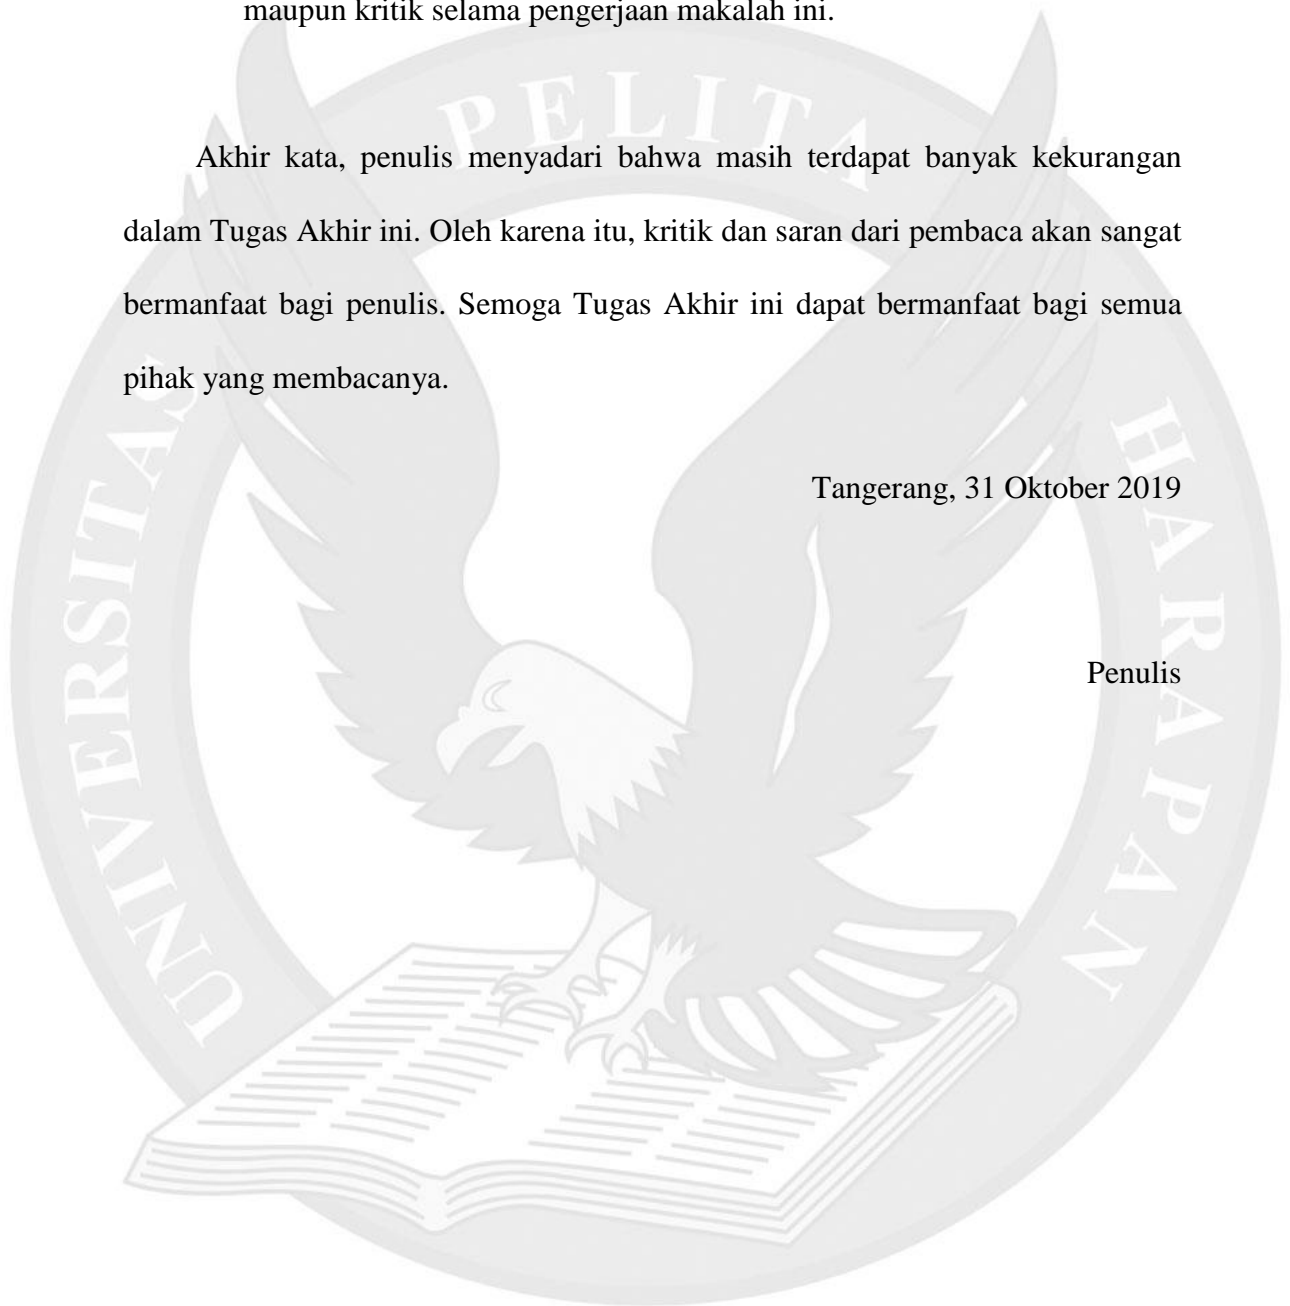 maupun kritik selama pengerjaan makalah ini.
Akhir kata, penulis menyadari bahwa masih terdapat banyak kekurangan
dalam Tugas Akhir ini. Oleh karena itu, kritik dan saran dari pembaca akan sangat
bermanfaat bagi penulis. Semoga Tugas Akhir ini dapat bermanfaat bagi semua
pihak yang membacanya.
Tangerang, 31 Oktober 2019
Penulis
UNIVERSITAS PELITA HARAPAN